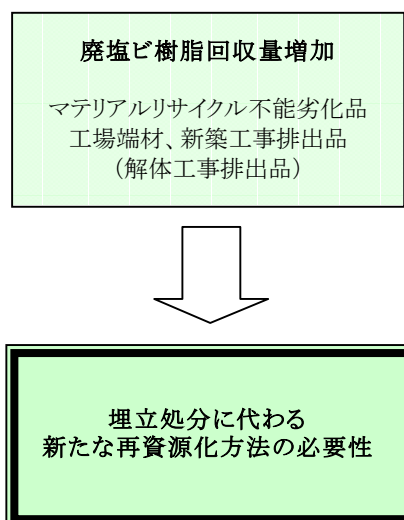 廃塩ビ樹脂回収量増加
マテリアルリサイクル不能劣化品
工場端材、新築工事排出品
（解体工事排出品）
埋立処分に代わる
新たな再資源化方法の必要性